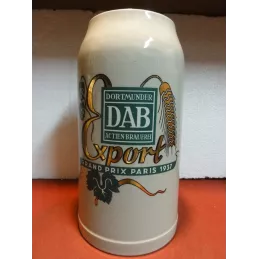 DORTMUNDER
DAB
ACTIEN BRAUEREI
Export
GRAND PRIX PARIS 1937